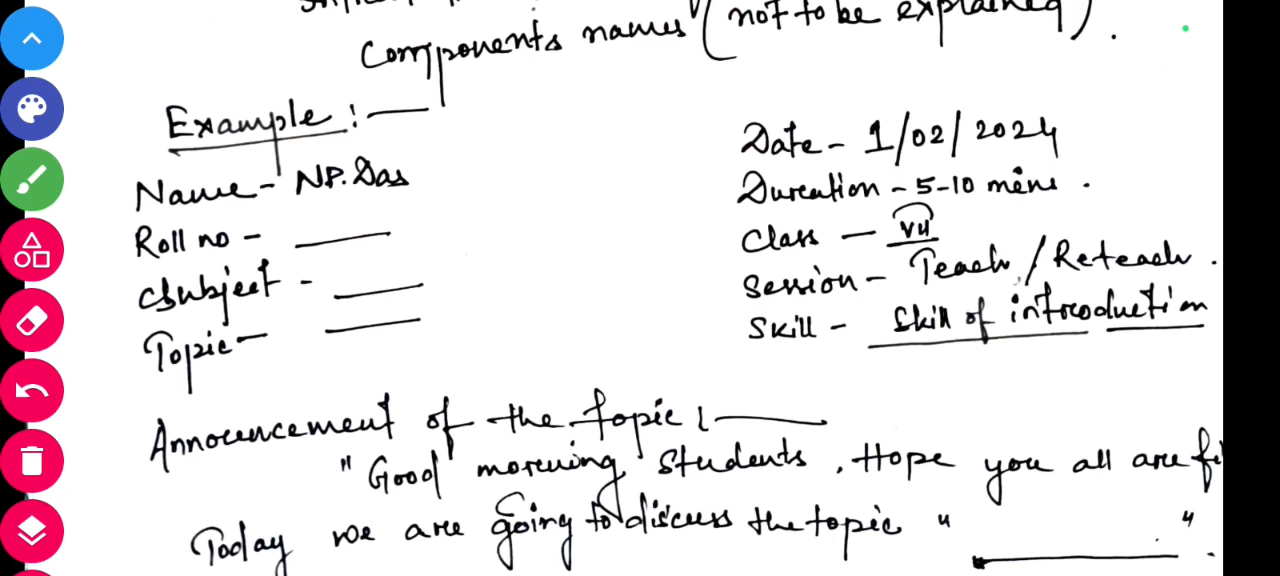 Components names (not to be explained).
Example :—
Name - NP. Das
Date - 1/02/2024
Roll no -
Duration - 5-10 mins.
Subject -
Class - VII
Topic -
Session - Teach / Reteach.
Skill - Skill of introduction
Announcement of the topic :—
"Good morning students. Hope you all are
Today we are going to discuss the topic " ".